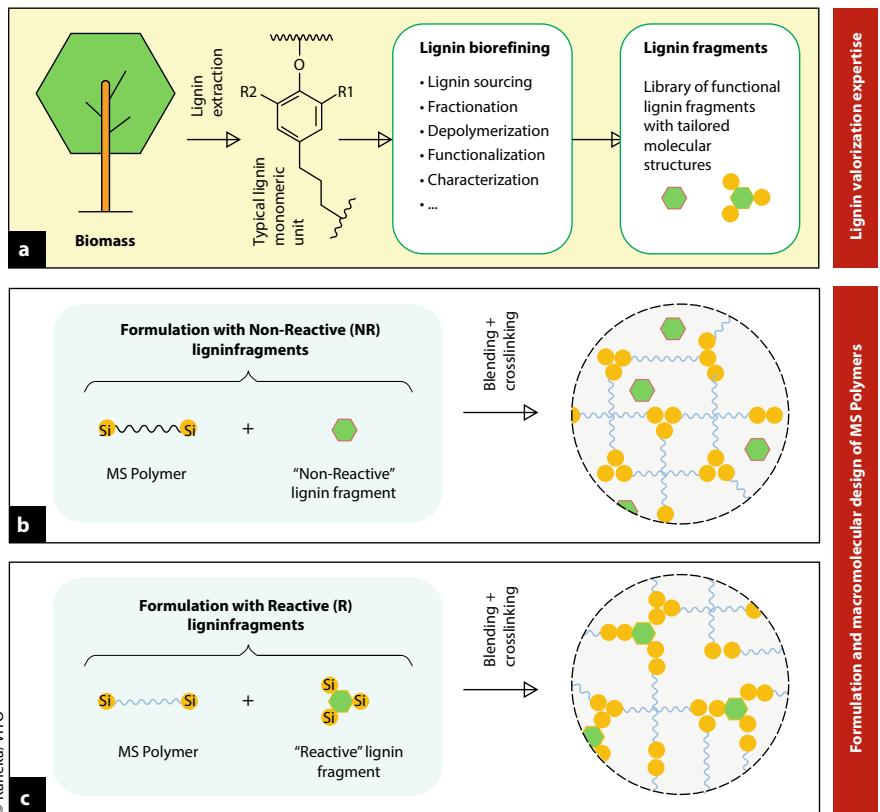 Biomass
a
Lignin
extraction
O
R2
R1
Typical lignin
monomeric
unit
Lignin biorefining
• Lignin sourcing
• Fractionation
• Depolymerization
• Functionalization
• Characterization
• ...
Lignin fragments
Library of functional
lignin fragments
with tailored
molecular
structures
Lignin valorization expertise
Formulation with Non-Reactive (NR)
ligninfragments
Si
Si
+
MS Polymer
“Non-Reactive”
lignin fragment
b
Blending +
crosslinking
Formulation with Reactive (R)
ligninfragments
Si
Si
+
Si
Si
Si
MS Polymer
“Reactive” lignin
fragment
c
Blending +
crosslinking
Formulation and macromolecular design of MS Polymers